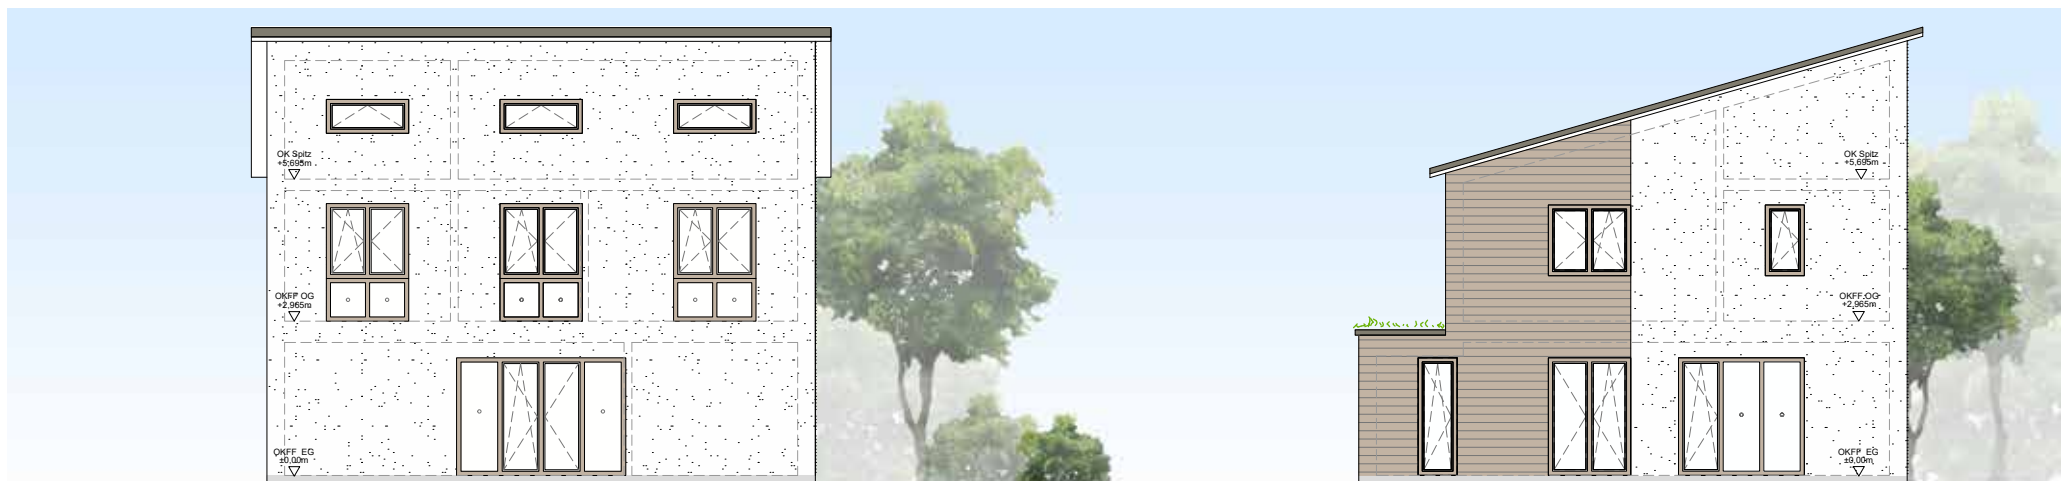 OK Spitz
+5,695m
OKFF OG
+2,965m
OKFF EG
±0,00m
OK Spitz
+5,695m
OKFF OG
+2,965m
OKFF EG
±0,00m